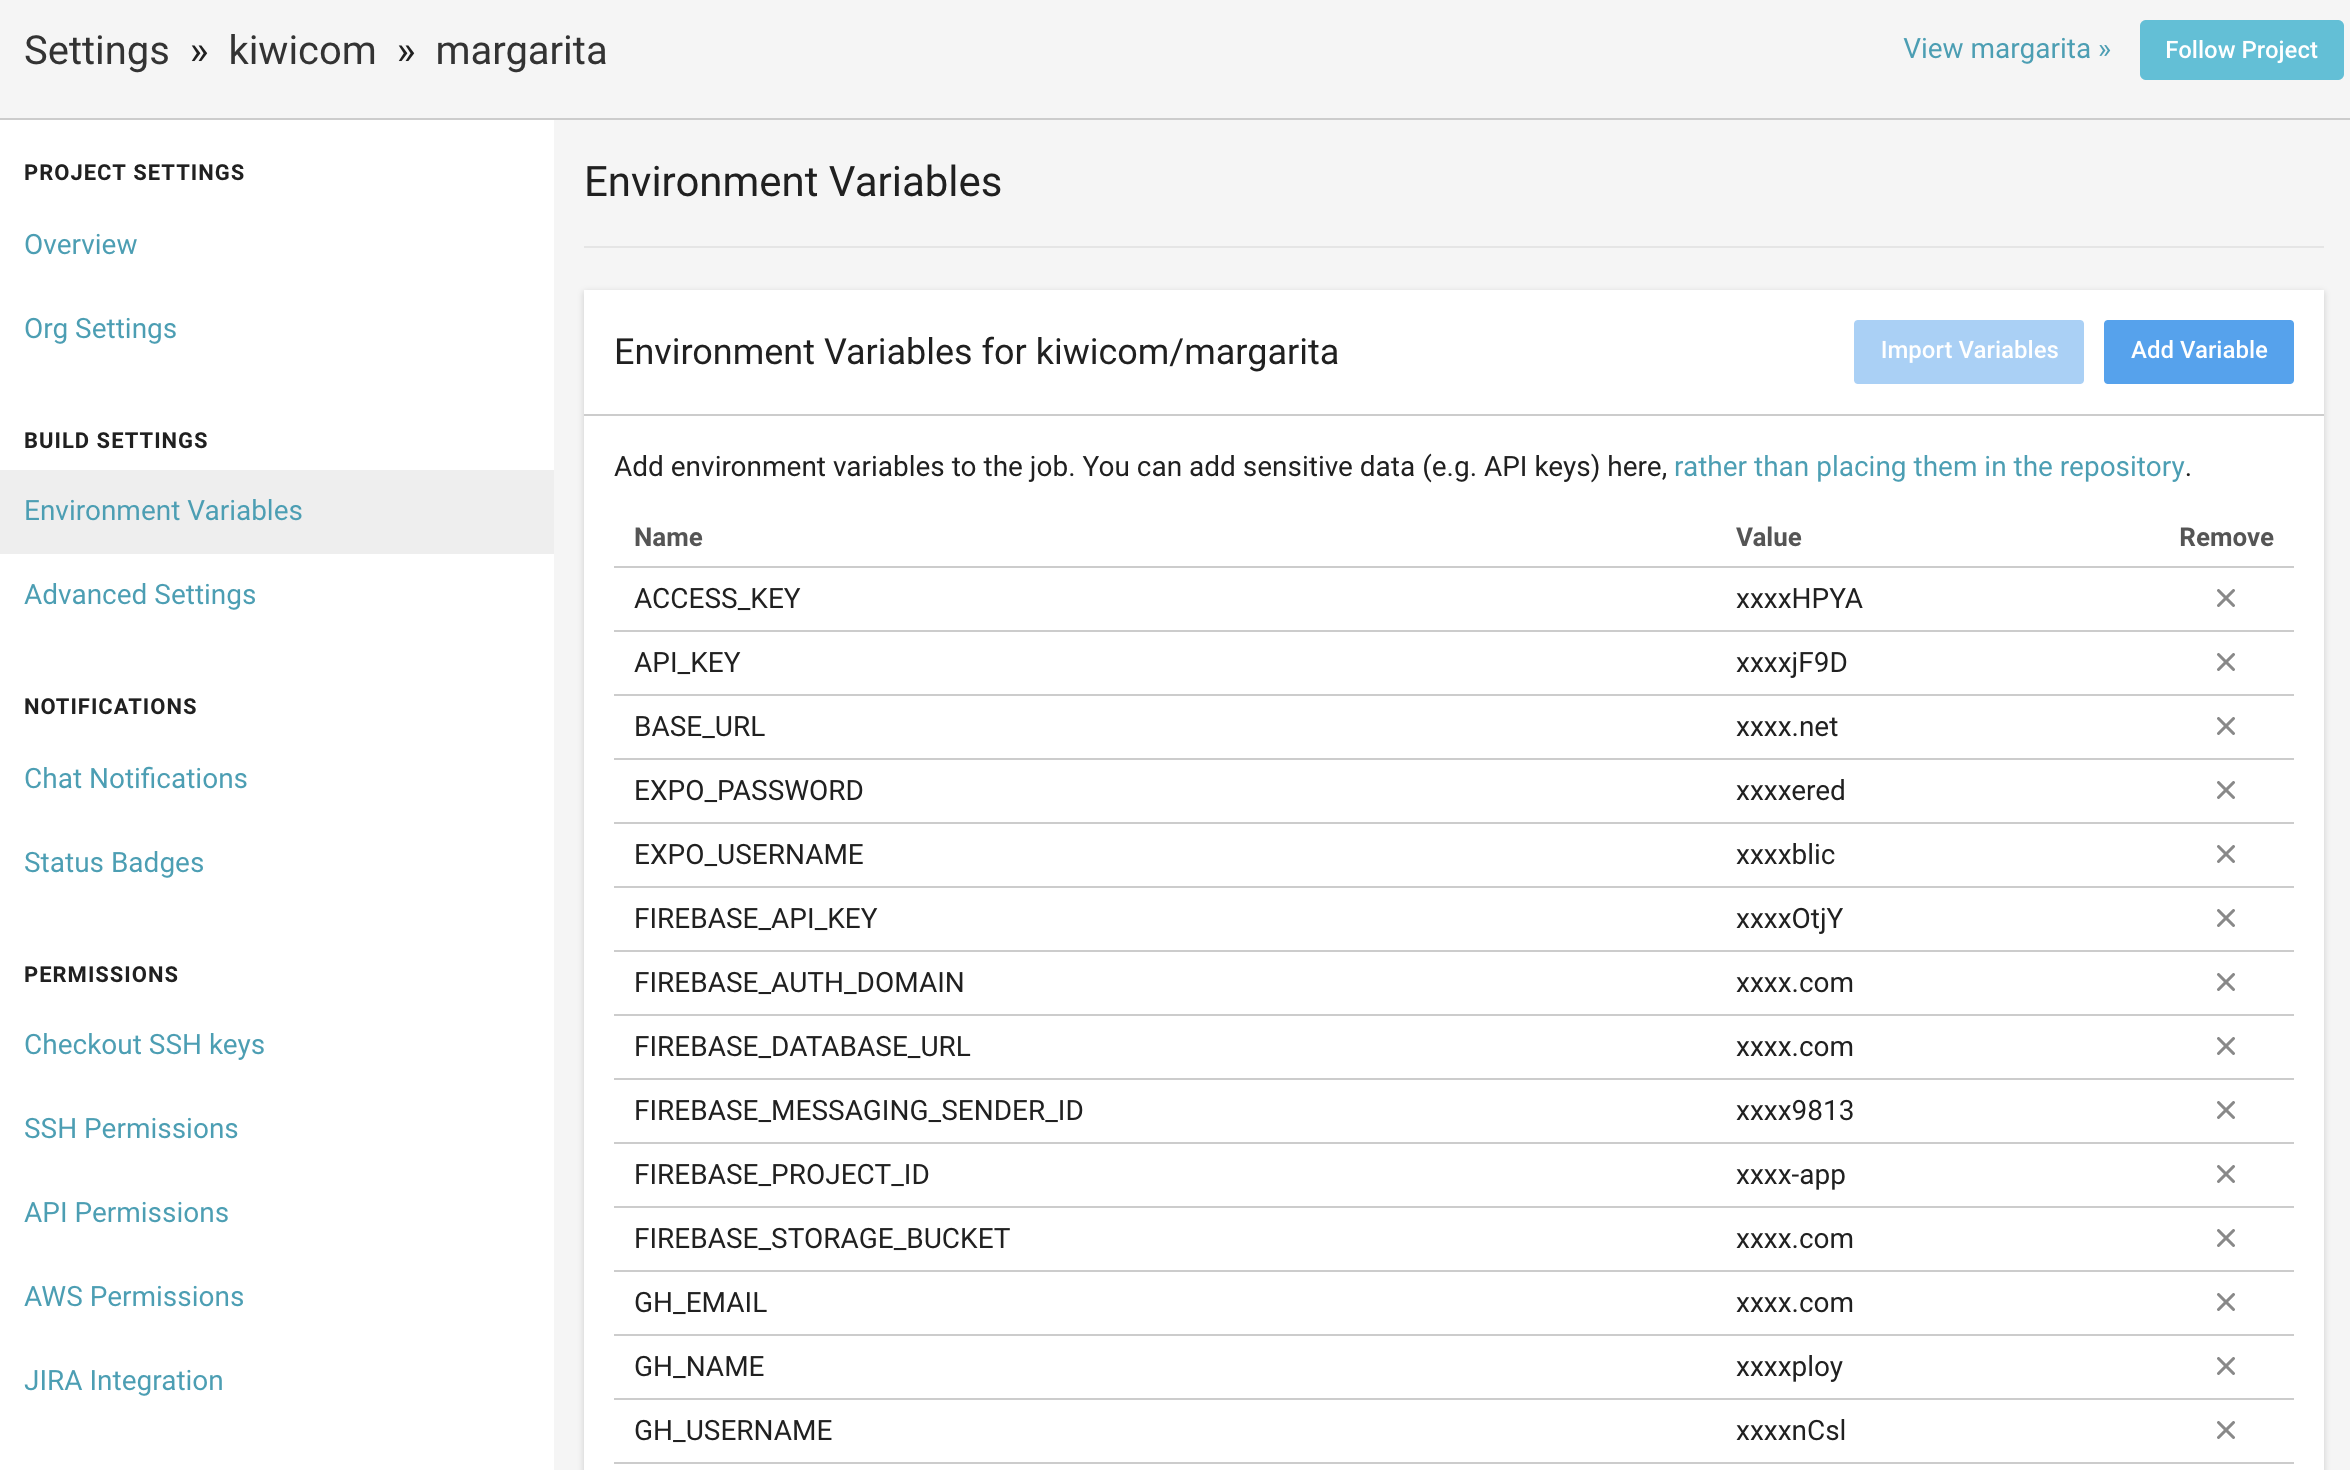 Settings » kiwicom » margarita
View margarita »
Follow Project
PROJECT SETTINGS
Overview
Org Settings
BUILD SETTINGS
Environment Variables
Advanced Settings
NOTIFICATIONS
Chat Notifications
Status Badges
PERMISSIONS
Checkout SSH keys
SSH Permissions
API Permissions
AWS Permissions
JIRA Integration
Environment Variables
Environment Variables for kiwicom/margarita
Import Variables
Add Variable
Add environment variables to the job. You can add sensitive data (e.g. API keys) here, rather than placing them in the repository.
Name Value Remove
ACCESS_KEY xxxxHPYA
API_KEY xxxxjF9D
BASE_URL xxxx.net
EXPO_PASSWORD xxxxered
EXPO_USERNAME xxxxblic
FIREBASE_API_KEY xxxxOtjY
FIREBASE_AUTH_DOMAIN xxxx.com
FIREBASE_DATABASE_URL xxxx.com
FIREBASE_MESSAGING_SENDER_ID xxxx9813
FIREBASE_PROJECT_ID xxxx-app
FIREBASE_STORAGE_BUCKET xxxx.com
GH_EMAIL xxxx.com
GH_NAME xxxxploy
GH_USERNAME xxxxnCsl